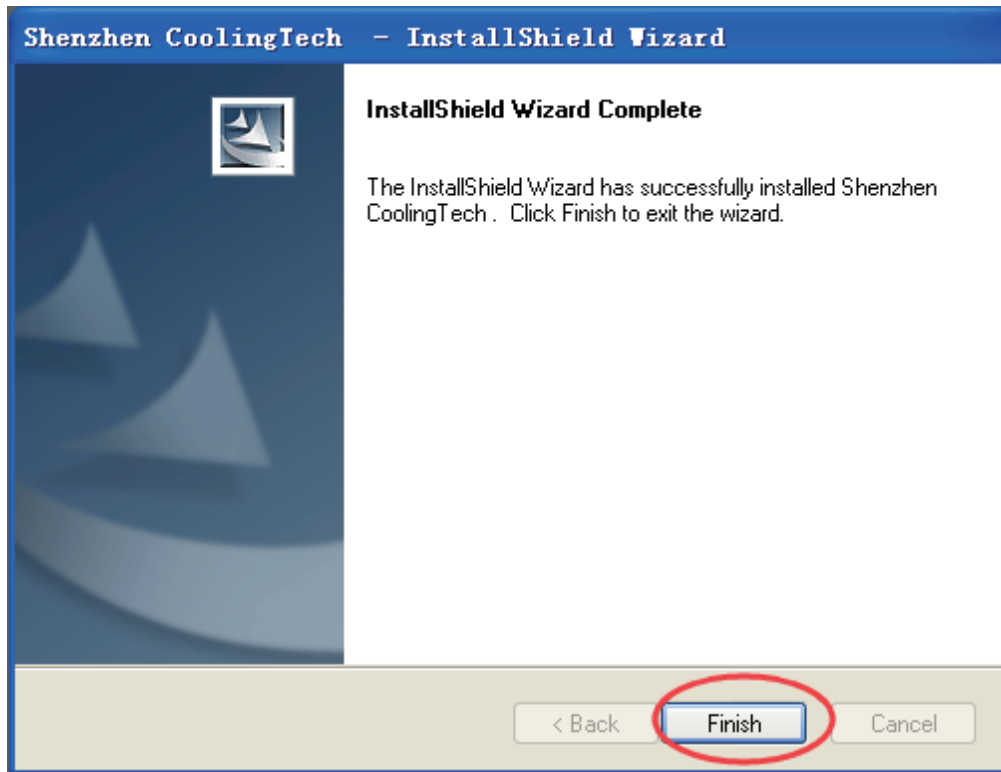 Shenzhen CoolingTech - InstallShield Wizard
InstallShield Wizard Complete
The InstallShield Wizard has successfully installed Shenzhen
CoolingTech . Click Finish to exit the wizard.
< Back Finish Cancel